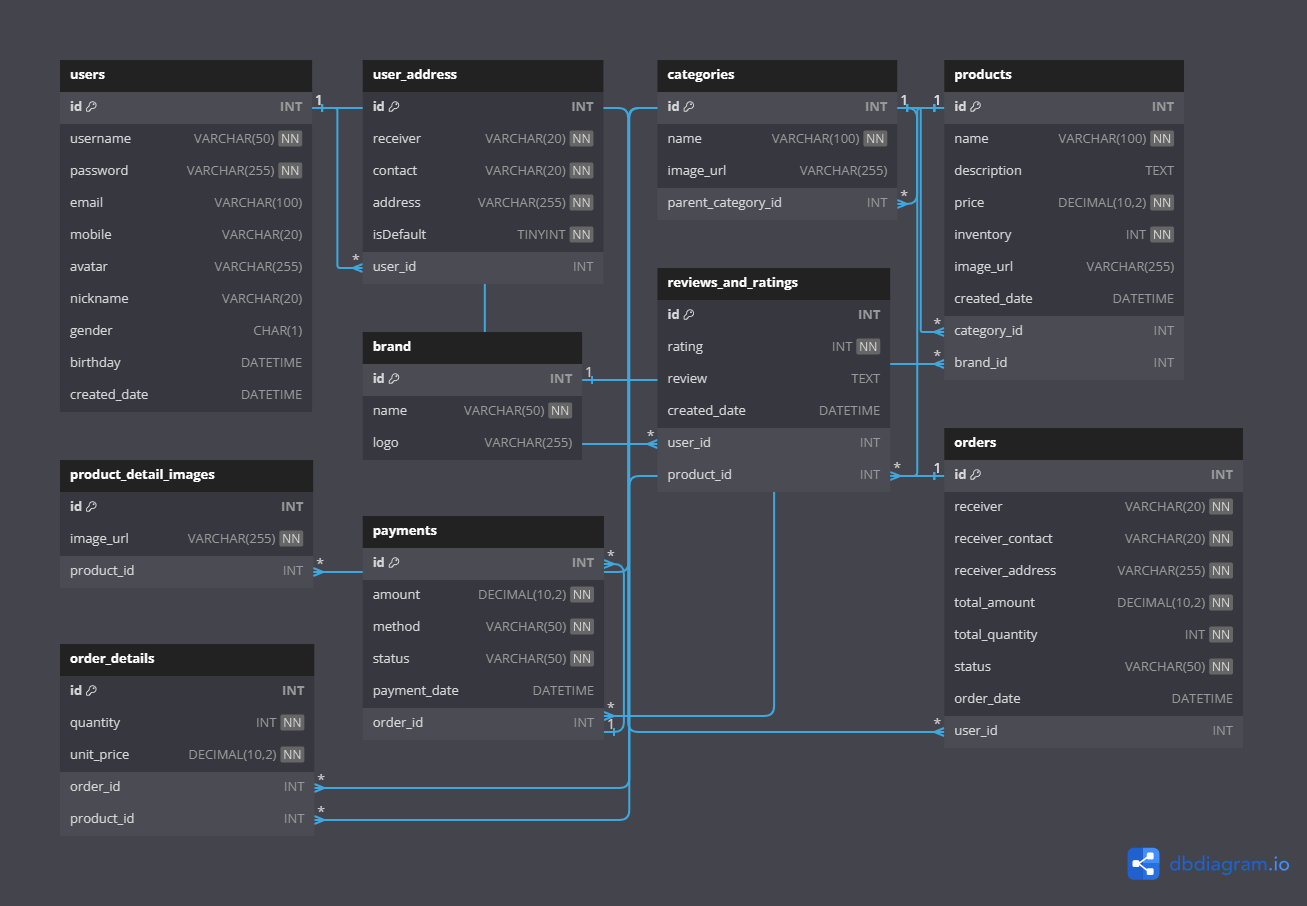 users
id INT
username VARCHAR(50) NN
password VARCHAR(255) NN
email VARCHAR(100)
mobile VARCHAR(20)
avatar VARCHAR(255)
nickname VARCHAR(20)
gender CHAR(1)
birthday DATETIME
created_date DATETIME
1
user_address
id INT
receiver VARCHAR(20) NN
contact VARCHAR(20) NN
address VARCHAR(255) NN
isDefault TINYINT NN
* user_id INT
categories
id INT 1
name VARCHAR(100) NN
image_url VARCHAR(255)
parent_category_id INT *
products
1 id INT
name VARCHAR(100) NN
description TEXT
price DECIMAL(10,2) NN
inventory INT NN
image_url VARCHAR(255)
created_date DATETIME
* category_id INT
* brand_id INT
brand
id INT 1
name VARCHAR(50) NN
logo VARCHAR(255)
reviews_and_ratings
id INT
rating INT NN
review TEXT
created_date DATETIME
* user_id INT
product_id INT *
orders
1 id INT
receiver VARCHAR(20) NN
receiver_contact VARCHAR(20) NN
receiver_address VARCHAR(255) NN
total_amount DECIMAL(10,2) NN
total_quantity INT NN
status VARCHAR(50) NN
order_date DATETIME
* user_id INT
product_detail_images
id INT
image_url VARCHAR(255) NN
product_id INT *
payments
id INT *
amount DECIMAL(10,2) NN
method VARCHAR(50) NN
status VARCHAR(50) NN
payment_date DATETIME
order_id INT * 1
order_details
id INT
quantity INT NN
unit_price DECIMAL(10,2) NN
order_id INT *
product_id INT *
dbdiagram.io